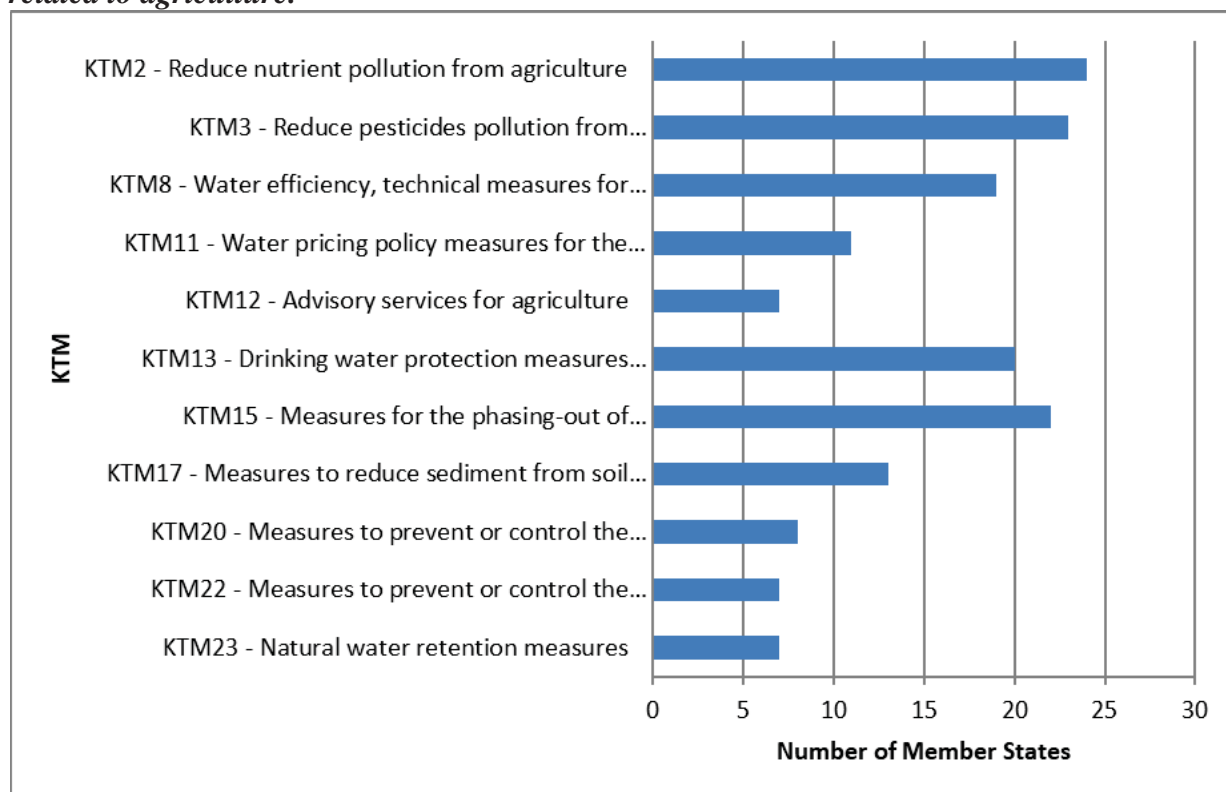 related to agriculture.
KTM2 - Reduce nutrient pollution from agriculture
KTM3 - Reduce pesticides pollution from...
KTM8 - Water efficiency, technical measures for...
KTM11 - Water pricing policy measures for the...
KTM12 - Advisory services for agriculture
KTM13 - Drinking water protection measures...
KTM15 - Measures for the phasing-out of...
KTM17 - Measures to reduce sediment from soil...
KTM20 - Measures to prevent or control the...
KTM22 - Measures to prevent or control the...
KTM23 - Natural water retention measures
KTM
0 5 10 15 20 25 30
Number of Member States